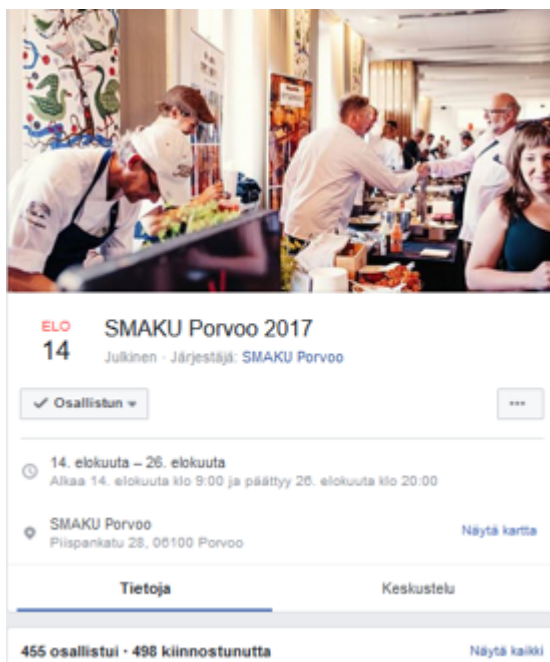 ELO
14
SMAKU Porvoo 2017
Julkinen · Järjestäjä: SMAKU Porvoo
Osallistun
14. elokuuta – 26. elokuuta
Alkaa 14. elokuuta klo 9:00 ja päättyy 26. elokuuta klo 20:00
SMAKU Porvoo
Piispankatu 28, 06100 Porvoo
Näytä kartta
Tietoja Keskustelu
455 osallistui · 498 kiinnostunutta Näytä kaikki